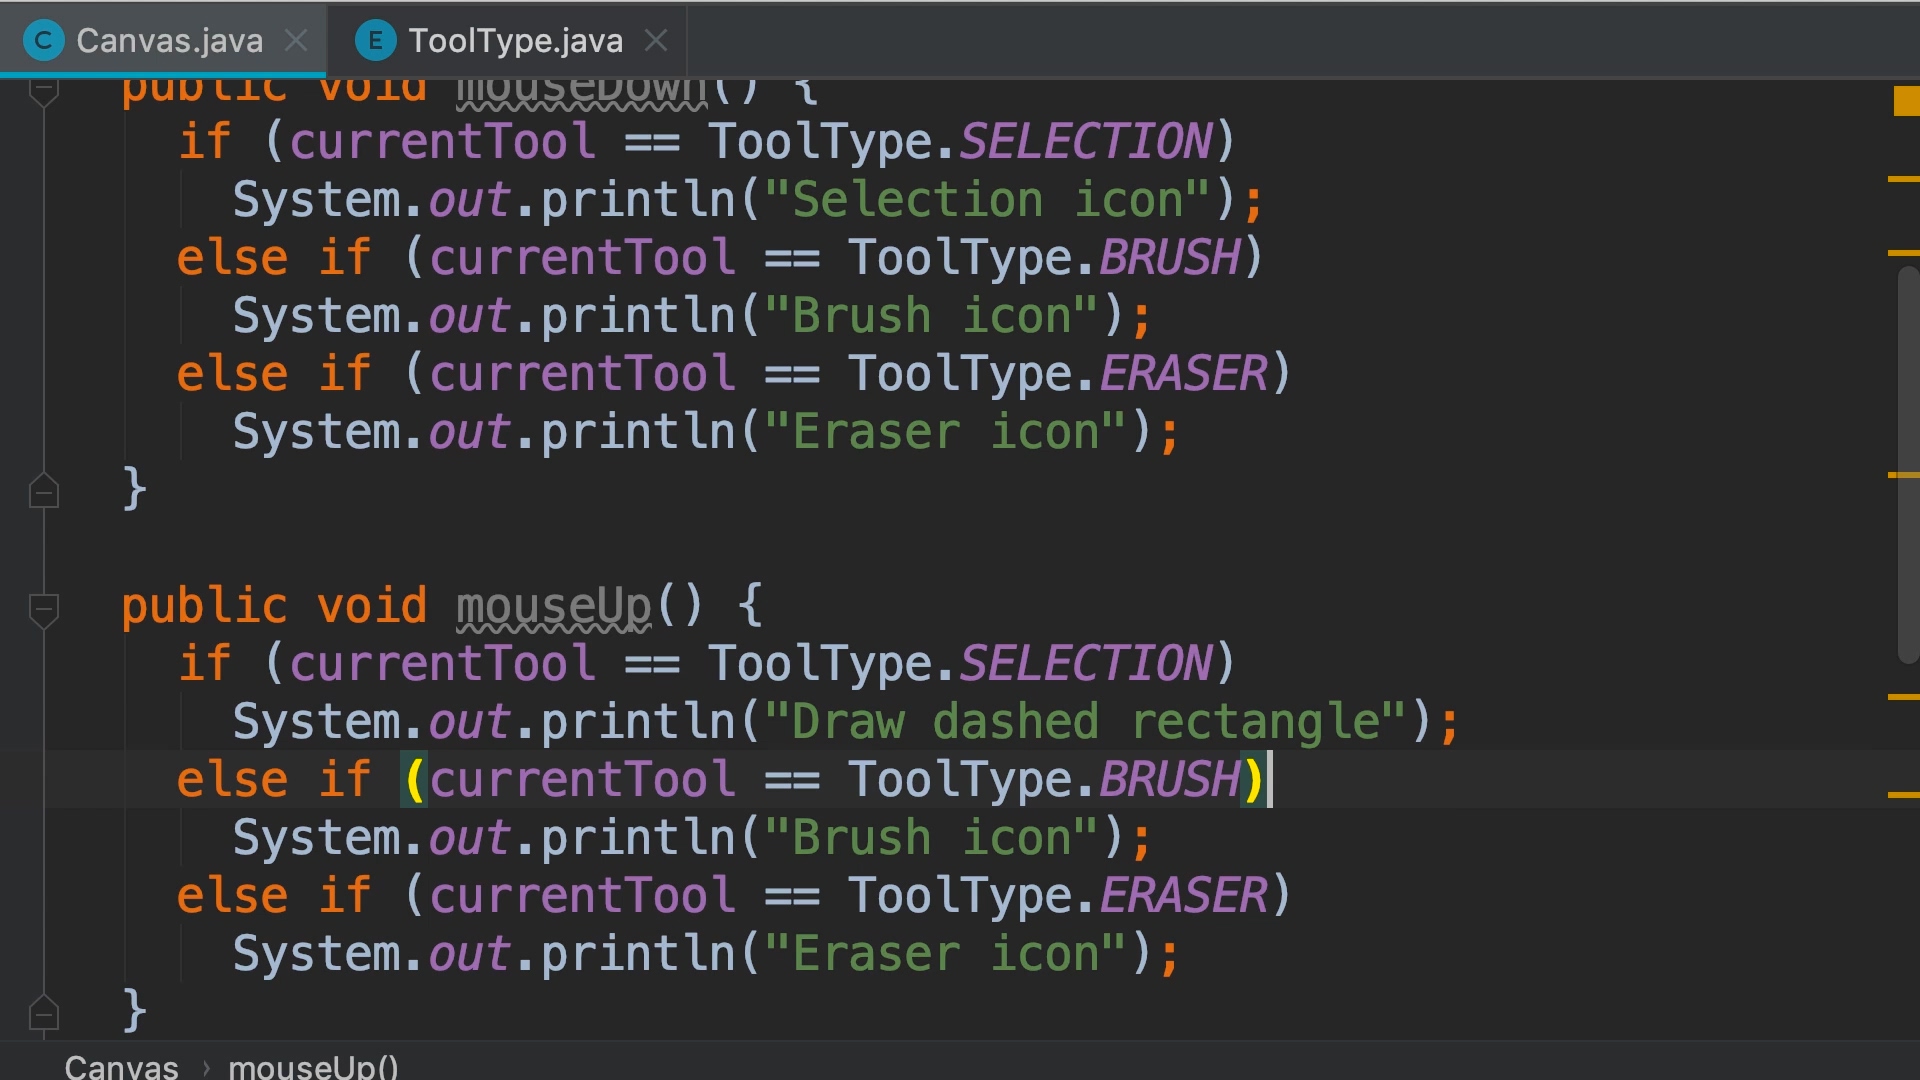 Canvas.java ToolType.java
public void mouseDown() {
if (currentTool == ToolType.SELECTION)
System.out.println("Selection icon");
else if (currentTool == ToolType.BRUSH)
System.out.println("Brush icon");
else if (currentTool == ToolType.ERASER)
System.out.println("Eraser icon");
}
public void mouseUp() {
if (currentTool == ToolType.SELECTION)
System.out.println("Draw dashed rectangle");
else if (currentTool == ToolType.BRUSH)
System.out.println("Brush icon");
else if (currentTool == ToolType.ERASER)
System.out.println("Eraser icon");
}
Canvas › mouseUp()